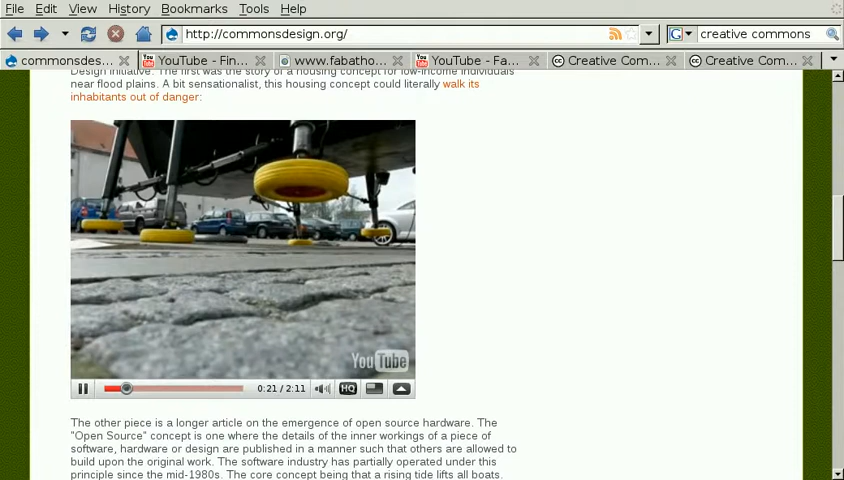 File Edit View History Bookmarks Tools Help
http://commonsdesign.org/
G creative commons
commonsdes... YouTube - Fin... www.fabatho... YouTube - Fa... Creative Com... Creative Com...
Design Initiative. The first was the story of a housing concept for low-income individuals
near flood plains. A bit sensationalist, this housing concept could literally walk its
inhabitants out of danger:
YouTube
0:21 / 2:11 HQ
The other piece is a longer article on the emergence of open source hardware. The
"Open Source" concept is one where the details of the inner workings of a piece of
software, hardware or design are published in a manner such that others are allowed to
build upon the original work. The software industry has partially operated under this
principle since the mid-1980s. The core concept being that a rising tide lifts all boats.